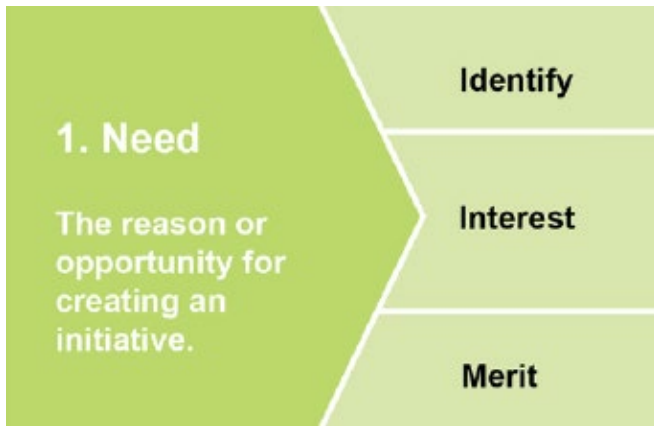 1. Need
The reason or
opportunity for
creating an
initiative.
Identify
Interest
Merit